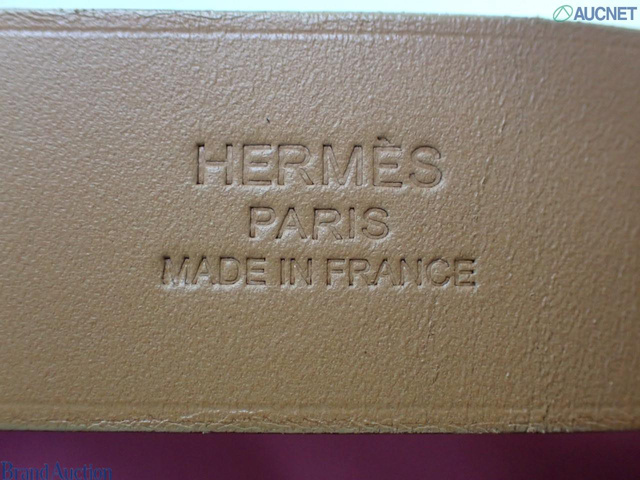 AUCNET
HERMÈS
PARIS
MADE IN FRANCE
Brand Auction